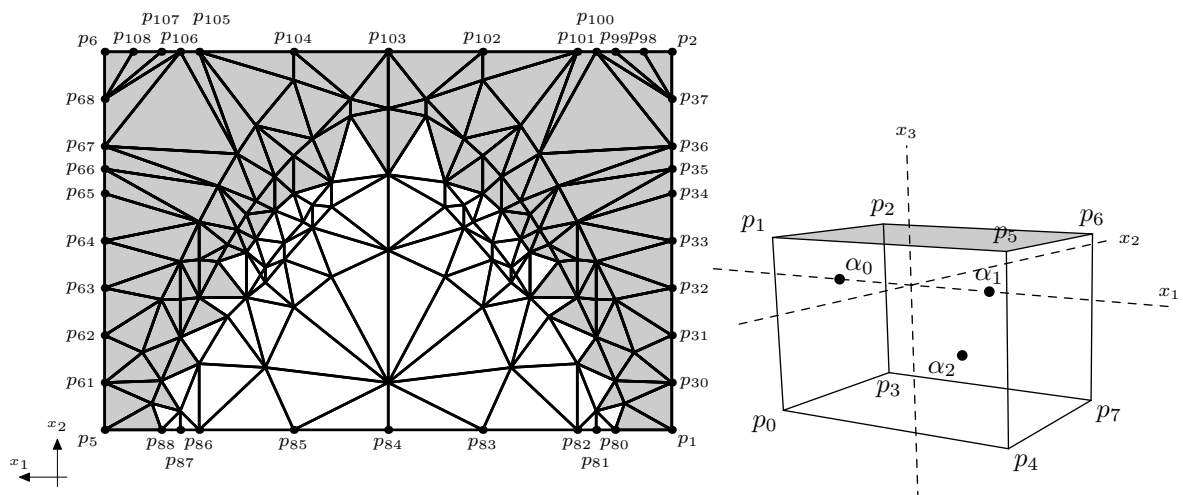 p107 p105 p100
p6 p108 p106 p104 p103 p102 p101 p99 p98 p2
p68 p37
p67 p36
p66 p35
p65 p34
p64 p33
p63 p32
p62 p31
p61 p30
p5 p88 p86 p85 p84 p83 p82 p80 p1
p87 p81
x2
x1
x3
p2
p1 p5 p6
x2
α0 α1
x1
α2
p3
p0 p7
p4